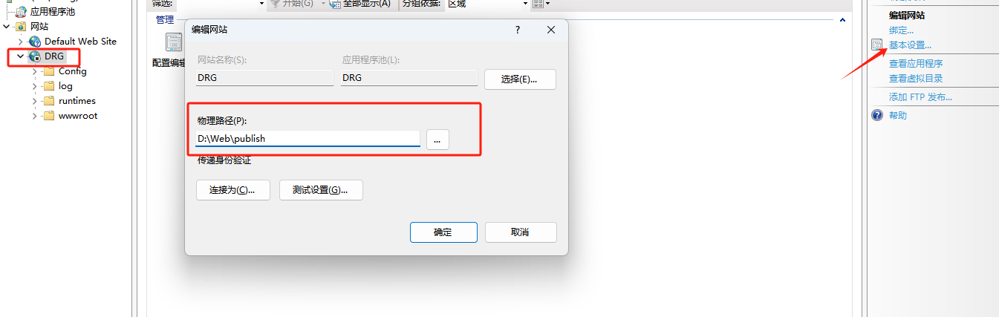 筛选:
开始(G)
全部显示(A)
分组依据:
区域
应用程序池
网站
Default Web Site
DRG
Config
log
runtimes
wwwroot
管理
配置编辑
编辑网站
?
网站名称(S):
应用程序池(L):
DRG
DRG
选择(E)...
物理路径(P):
D:\Web\publish
...
传递身份验证
连接为(C)...
测试设置(G)...
确定
取消
编辑网站
绑定...
基本设置...
查看应用程序
查看虚拟目录
添加 FTP 发布...
帮助